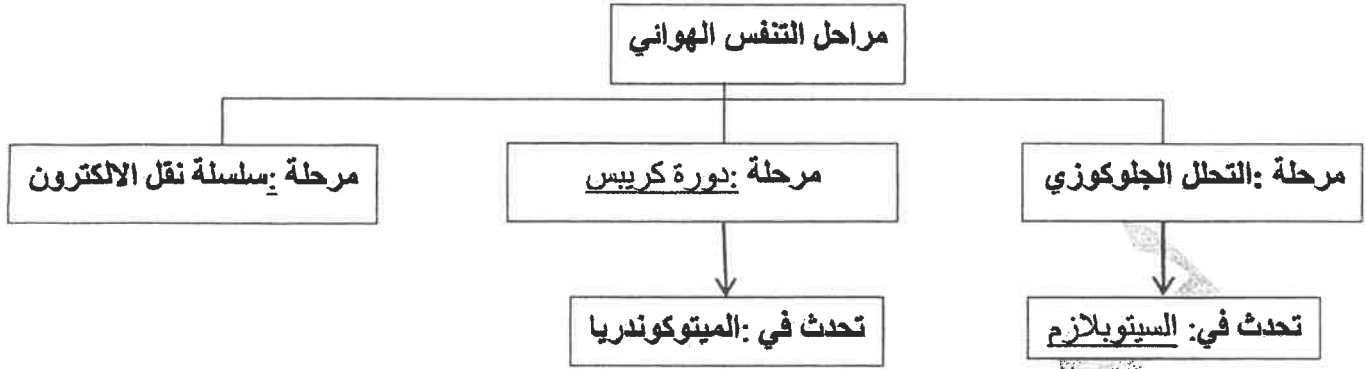 مراحل التنفس الهوائي
مرحلة :التحلل الجلوكوزي
مرحلة :دورة كريبس
مرحلة :سلسلة نقل الالكترون
تحدث في: السيتوبلازم
تحدث في :الميتوكوندريا